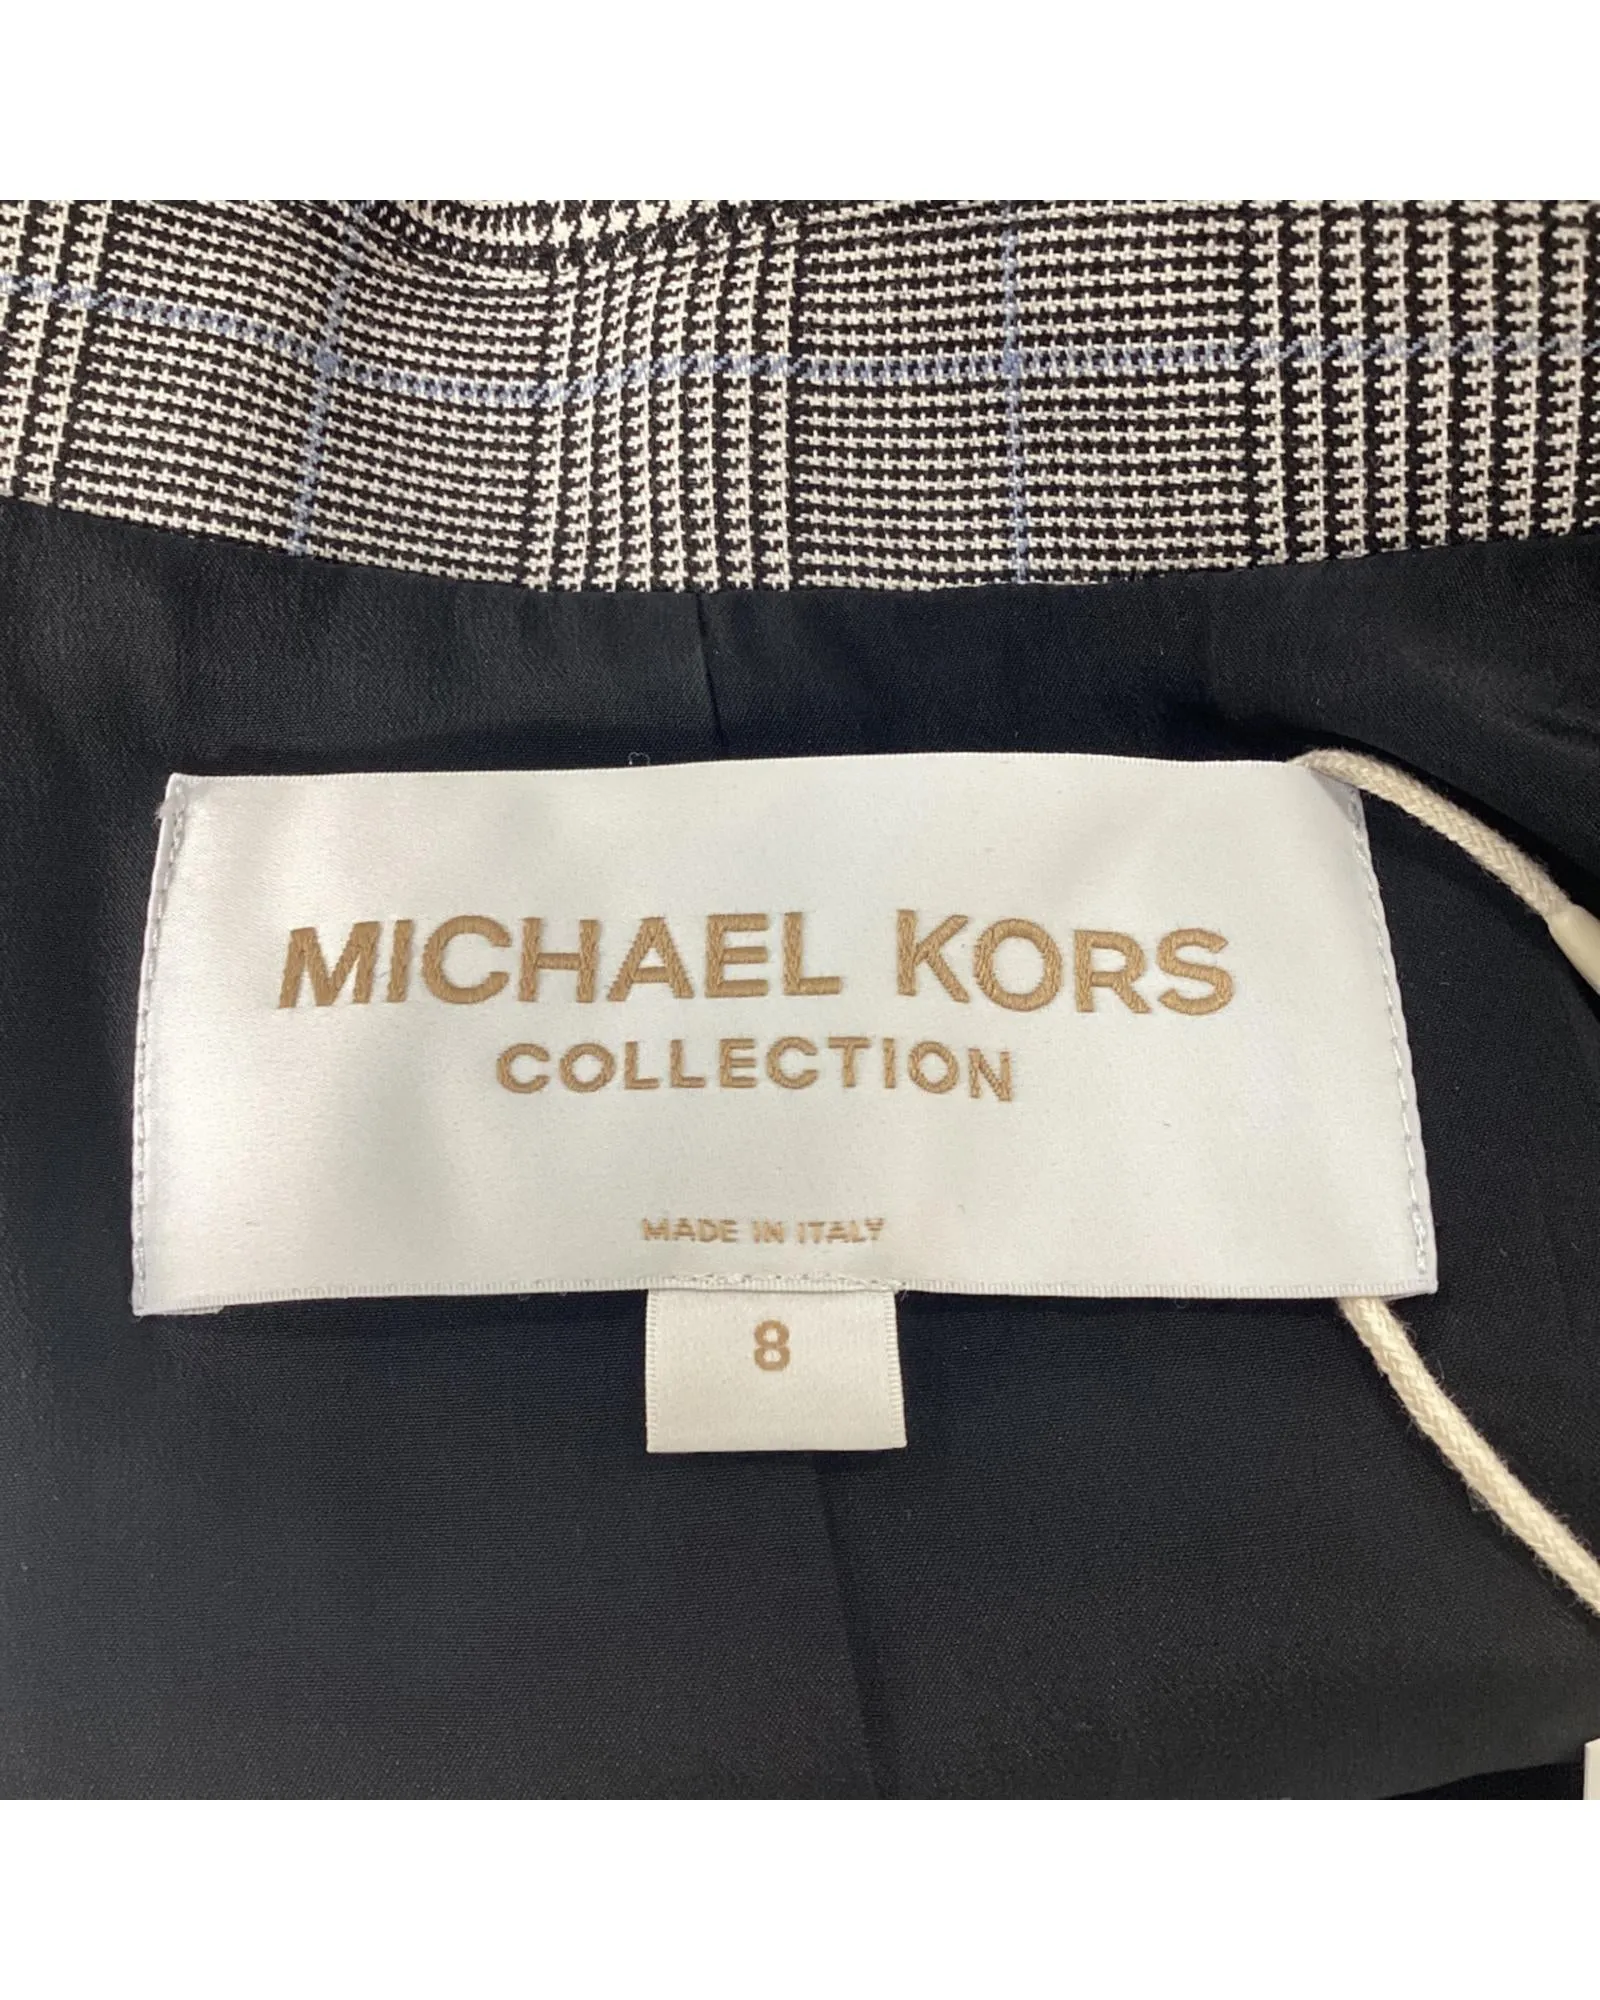 MICHAEL KORS
COLLECTION
MADE IN ITALY
8